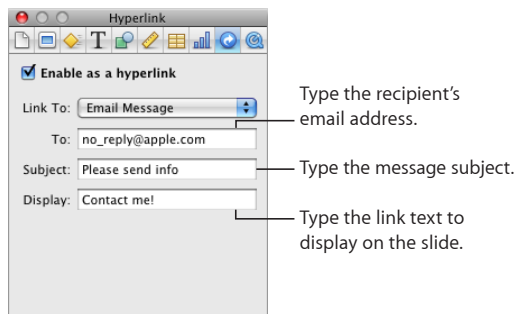 Hyperlink
T
Enable as a hyperlink
Link To: Email Message
Type the recipient's
email address.
To: no_reply@apple.com
Subject: Please send info
Type the message subject.
Display: Contact me!
Type the link text to
display on the slide.